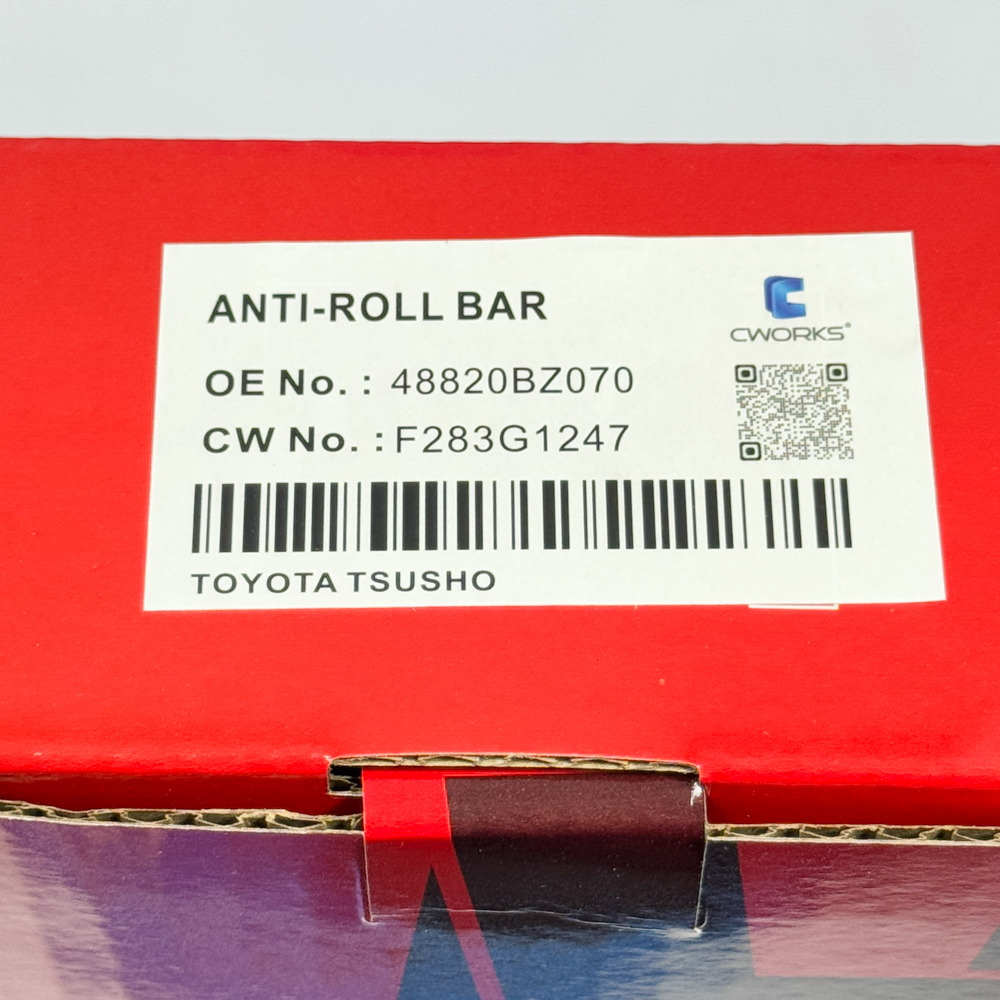 ANTI-ROLL BAR
CWORKS®
OE No. : 48820BZ070
CW No. : F283G1247
TOYOTA TSUSHO